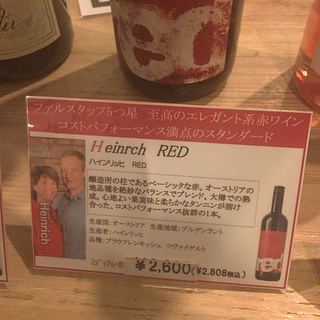 ファルスタッフ5つ星 至高のエレガント系赤ワイン
コストパフォーマンス満点のスタンダード
Heinrch RED
ハインリッヒ RED
醸造所の柱であるベーシックな赤。オーストリアの
地品種を絶妙なバランスでブレンド。大樽での熟
成。心地よい果実味と柔らかなタンニンが溶け
合った、コストパフォーマンス抜群の1本。
生産国:オーストリア 生産地域:ブルゲンラント
生産者:ハインリッヒ
品種:ブラウフレンキッシュ ツヴァイゲルト
Heinrich
red
ミディアム・赤
¥2,600(¥2,808税込)